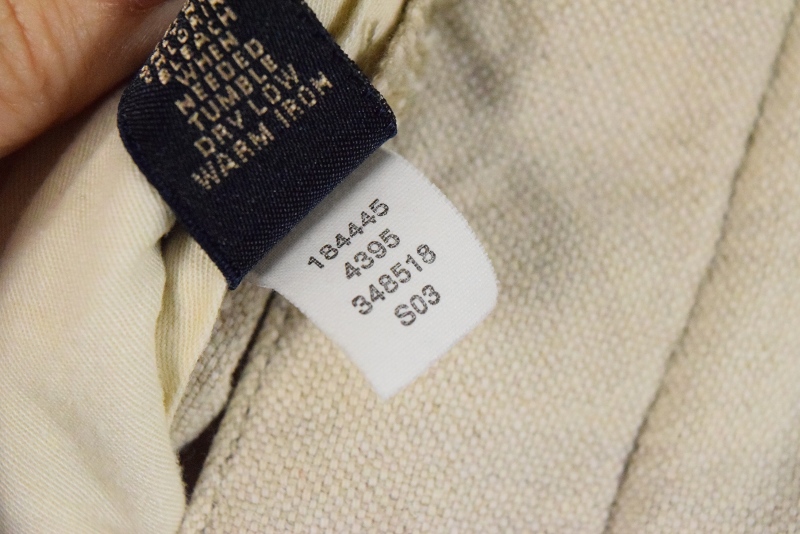 BLEACH
WHEN
NEEDED
TUMBLE
DRY LOW
WARM IRON
184445
4395
348518
S03